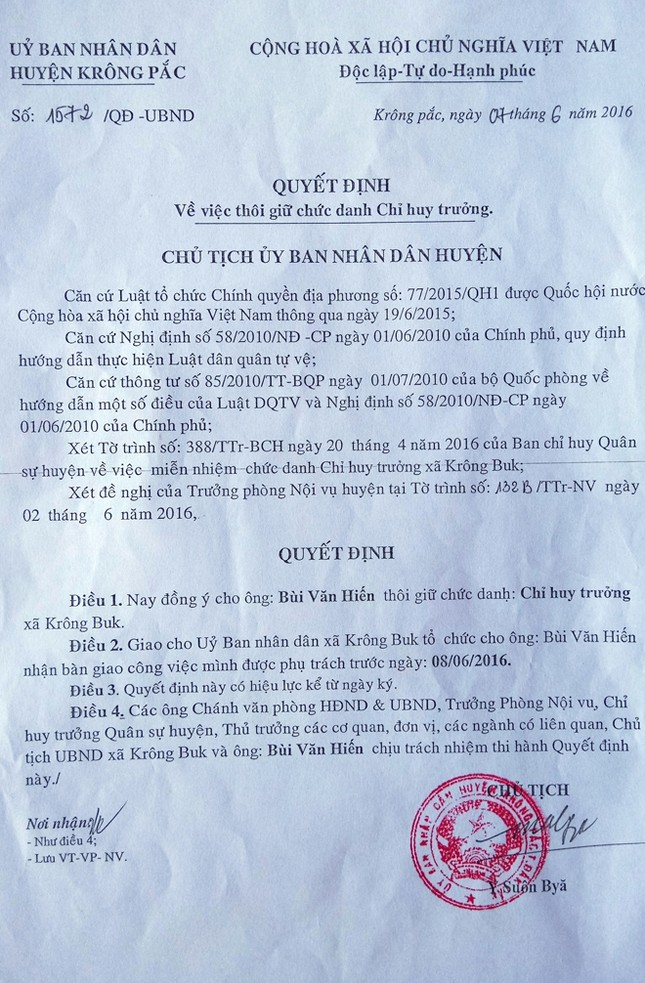 UỶ BAN NHÂN DÂN
HUYỆN KRÔNG PẮC
CỘNG HOÀ XÃ HỘI CHỦ NGHĨA VIỆT NAM
Độc lập-Tự do-Hạnh phúc
Số: 1572 /QĐ -UBND
Krông pắc, ngày 07 tháng 6 năm 2016
QUYẾT ĐỊNH
Về việc thôi giữ chức danh Chỉ huy trưởng.
CHỦ TỊCH ỦY BAN NHÂN DÂN HUYỆN
Căn cứ Luật tổ chức Chính quyền địa phương số: 77/2015/QH1 được Quốc hội nước
Cộng hòa xã hội chủ nghĩa Việt Nam thông qua ngày 19/6/2015;
Căn cứ Nghị định số 58/2010/NĐ -CP ngày 01/06/2010 của Chính phủ, quy định
hướng dẫn thực hiện Luật dân quân tự vệ;
Căn cứ thông tư số 85/2010/TT-BQP ngày 01/07/2010 của bộ Quốc phòng về
hướng dẫn một số điều của Luật DQTV và Nghị định số 58/2010/NĐ-CP ngày
01/06/2010 của Chính phủ;
Xét Tờ trình số: 388/TTr-BCH ngày 20 tháng 4 năm 2016 của Ban chỉ huy Quân
sự huyện về việc miễn nhiệm chức danh Chỉ huy trưởng xã Krông Buk;
Xét đề nghị của Trưởng phòng Nội vụ huyện tại Tờ trình số: 132B/TTr-NV ngày
02 tháng 6 năm 2016,
QUYẾT ĐỊNH
Điều 1. Nay đồng ý cho ông: Bùi Văn Hiến thôi giữ chức danh: Chỉ huy trưởng
xã Krông Buk.
Điều 2. Giao cho Uỷ Ban nhân dân xã Krông Buk tổ chức cho ông: Bùi Văn Hiến
nhận bàn giao công việc mình được phụ trách trước ngày: 08/06/2016.
Điều 3. Quyết định này có hiệu lực kể từ ngày ký.
Điều 4. Các ông Chánh văn phòng HĐND & UBND, Trưởng Phòng Nội vụ, Chỉ
huy trưởng Quân sự huyện, Thủ trưởng các cơ quan, đơn vị, các ngành có liên quan, Chủ
tịch UBND xã Krông Buk và ông: Bùi Văn Hiến chịu trách nhiệm thi hành Quyết định
này./
CHỦ TỊCH
Nơi nhận:
- Như điều 4;
- Lưu VT-VP- NV.
ỦY BAN NHÂN DÂN HUYỆN KRÔNG PẮC
Y Suôn Byă